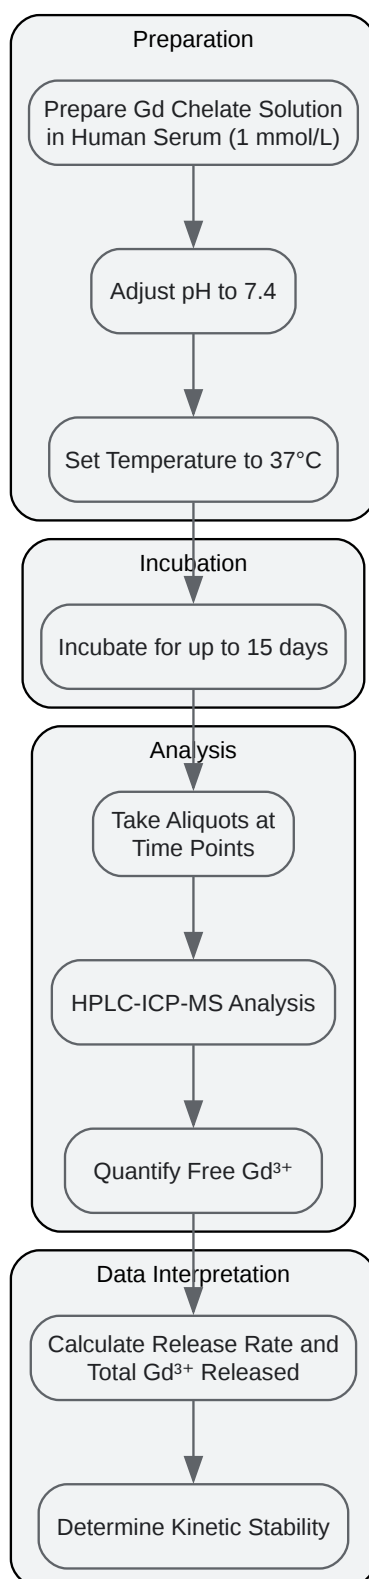 Preparation
Prepare Gd Chelate Solution
in Human Serum (1 mmol/L)
Adjust pH to 7.4
Set Temperature to 37°C
Incubation
Incubate for up to 15 days
Analysis
Take Aliquots at
Time Points
HPLC-ICP-MS Analysis
Quantify Free Gd³⁺
Data Interpretation
Calculate Release Rate and
Total Gd³⁺ Released
Determine Kinetic Stability